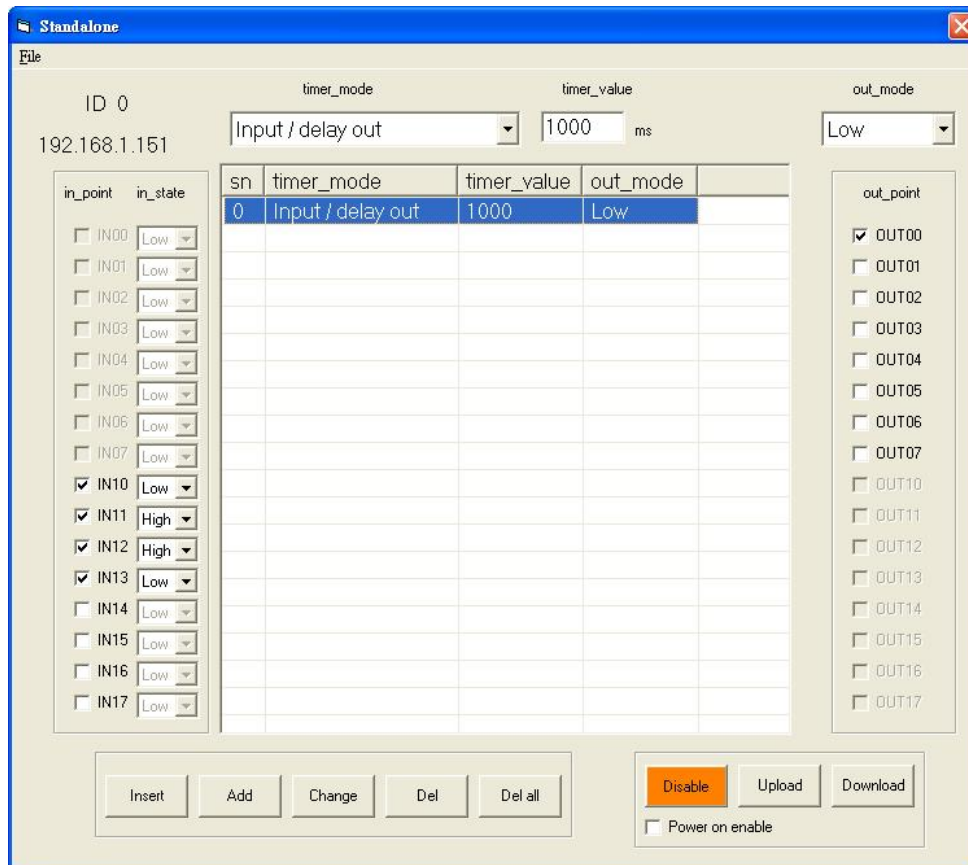 Standalone
File
ID 0
192.168.1.151
timer_mode
Input / delay out
timer_value
1000 ms
out_mode
Low
in_point in_state
IN00 Low
IN01 Low
IN02 Low
IN03 Low
IN04 Low
IN05 Low
IN06 Low
IN07 Low
IN10 Low
IN11 High
IN12 High
IN13 Low
IN14 Low
IN15 Low
IN16 Low
IN17 Low
sn timer_mode timer_value out_mode
0 Input / delay out 1000 Low
out_point
OUT00
OUT01
OUT02
OUT03
OUT04
OUT05
OUT06
OUT07
OUT10
OUT11
OUT12
OUT13
OUT14
OUT15
OUT16
OUT17
Insert Add Change Del Del all
Disable Upload Download
Power on enable